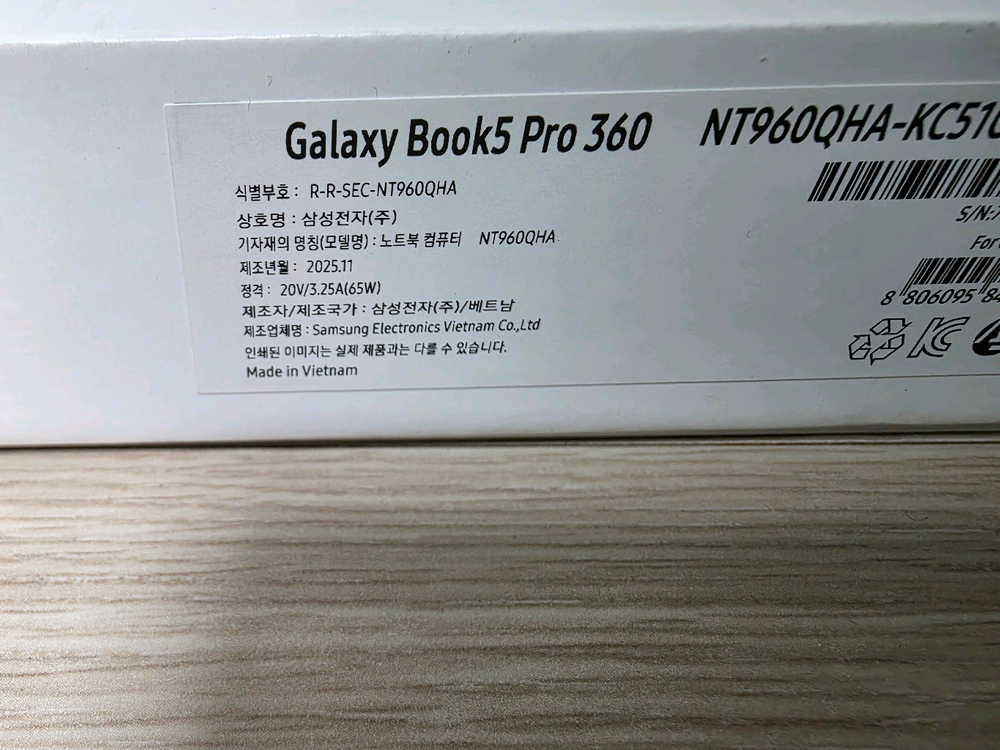 Galaxy Book5 Pro 360
NT960QHA-KC51
식별부호 : R-R-SEC-NT960QHA
상호명 : 삼성전자(주)
기자재의 명칭(모델명) : 노트북 컴퓨터 NT960QHA
제조년월 : 2025.11
정격 : 20V/3.25A(65W)
제조자/제조국가 : 삼성전자(주)/베트남
제조업체명 : Samsung Electronics Vietnam Co.,Ltd
인쇄된 이미지는 실제 제품과는 다를 수 있습니다.
Made in Vietnam
S/N:
For
8 806095 84
KC